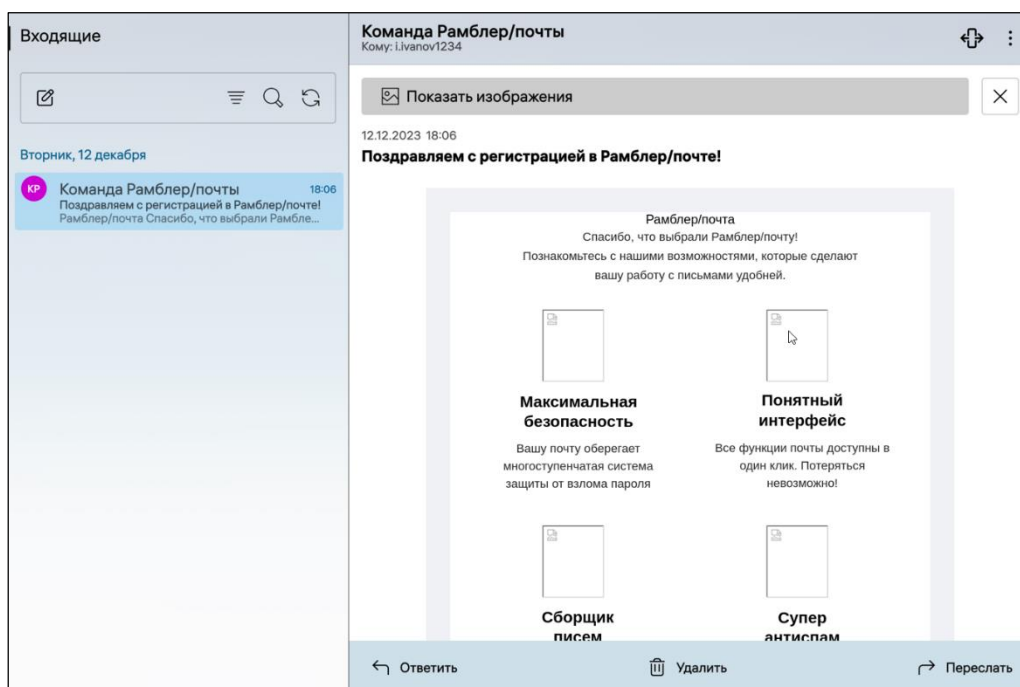 Входящие
Вторник, 12 декабря
КР
Команда Рамблер/почты 18:06
Поздравляем с регистрацией в Рамблер/почте!
Рамблер/почта Спасибо, что выбрали Рамбле...
Команда Рамблер/почты
Кому: i.ivanov1234
Показать изображения
12.12.2023 18:06
Поздравляем с регистрацией в Рамблер/почте!
Рамблер/почта
Спасибо, что выбрали Рамблер/почту!
Познакомьтесь с нашими возможностями, которые сделают
вашу работу с письмами удобней.
Максимальная
безопасность
Вашу почту оберегает
многоступенчатая система
защиты от взлома пароля
Понятный
интерфейс
Все функции почты доступны в
один клик. Потеряться
невозможно!
Сборщик
писем
Супер
антиспам
Ответить
Удалить
Переслать